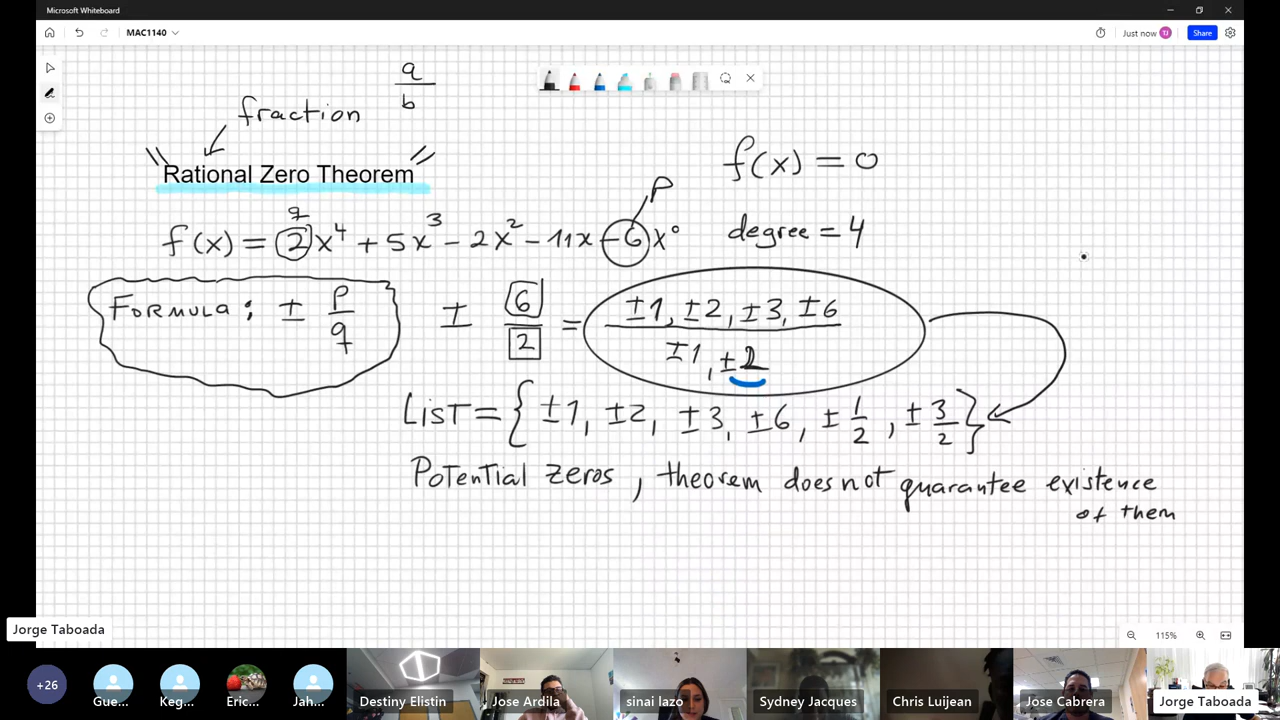 Microsoft Whiteboard
MAC1140
Just now TJ Share
a
b
fraction
"Rational Zero Theorem"
f(x) = 0
q
P
f(x) = 2x⁴ + 5x³ - 2x² - 11x - 6x⁰
degree = 4
FORMULA: ± P/q
± 6/2 = ±1, ±2, ±3, ±6
±1, ±2
LIST = { ±1, ±2, ±3, ±6, ± 1/2, ± 3/2 }
Potential zeros, theorem does not guarantee existence
of them
115%
Jorge Taboada
+26
Gue...
Keg...
Eric...
Jah...
Destiny Elistin
Jose Ardila
sinai lazo
Sydney Jacques
Chris Luijean
Jose Cabrera
Jorge Taboada